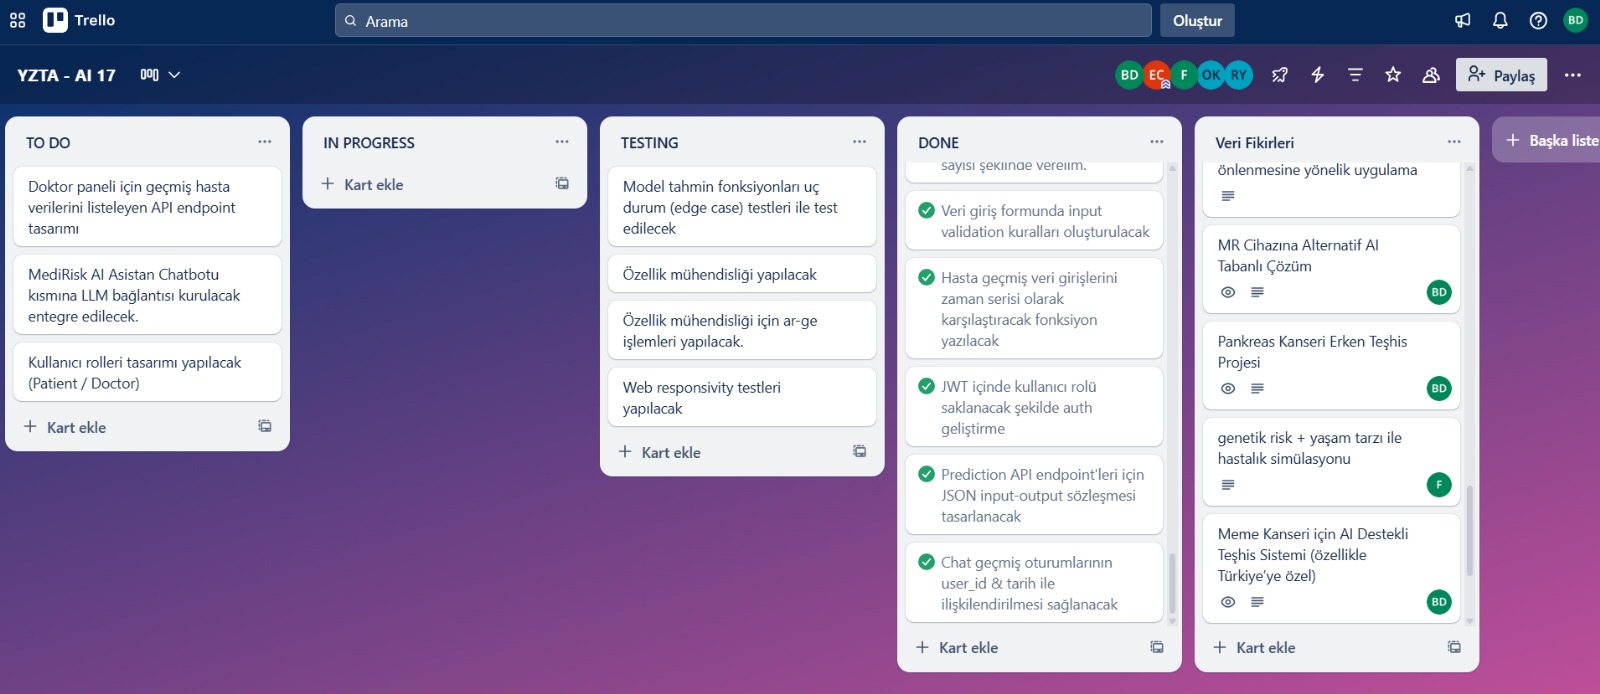 Trello
Arama
Oluştur
BD
YZTA - AI 17
BD
EC
F
OK
RY
Paylaş
TO DO
Doktor paneli için geçmiş hasta
verilerini listeleyen API endpoint
tasarımı
MediRisk AI Asistan Chatbotu
kısmına LLM bağlantısı kurulacak
entegre edilecek.
Kullanıcı rolleri tasarımı yapılacak
(Patient / Doctor)
Kart ekle
IN PROGRESS
Kart ekle
TESTING
Model tahmin fonksiyonları uç
durum (edge case) testleri ile test
edilecek
Özellik mühendisliği yapılacak
Özellik mühendisliği için ar-ge
işlemleri yapılacak.
Web responsivity testleri
yapılacak
Kart ekle
DONE
sayısı şeklinde verelim.
Veri giriş formunda input
validation kuralları oluşturulacak
Hasta geçmiş veri girişlerini
zaman serisi olarak
karşılaştıracak fonksiyon
yazılacak
JWT içinde kullanıcı rolü
saklanacak şekilde auth
geliştirme
Prediction API endpoint'leri için
JSON input-output sözleşmesi
tasarlanacak
Chat geçmiş oturumlarının
user_id & tarih ile
ilişkilendirilmesi sağlanacak
Kart ekle
Veri Fikirleri
önlenmesine yönelik uygulama
MR Cihazına Alternatif AI
Tabanlı Çözüm
BD
Pankreas Kanseri Erken Teşhis
Projesi
BD
genetik risk + yaşam tarzı ile
hastalık simülasyonu
F
Meme Kanseri için AI Destekli
Teşhis Sistemi (özellikle
Türkiye'ye özel)
BD
Kart ekle
Başka liste